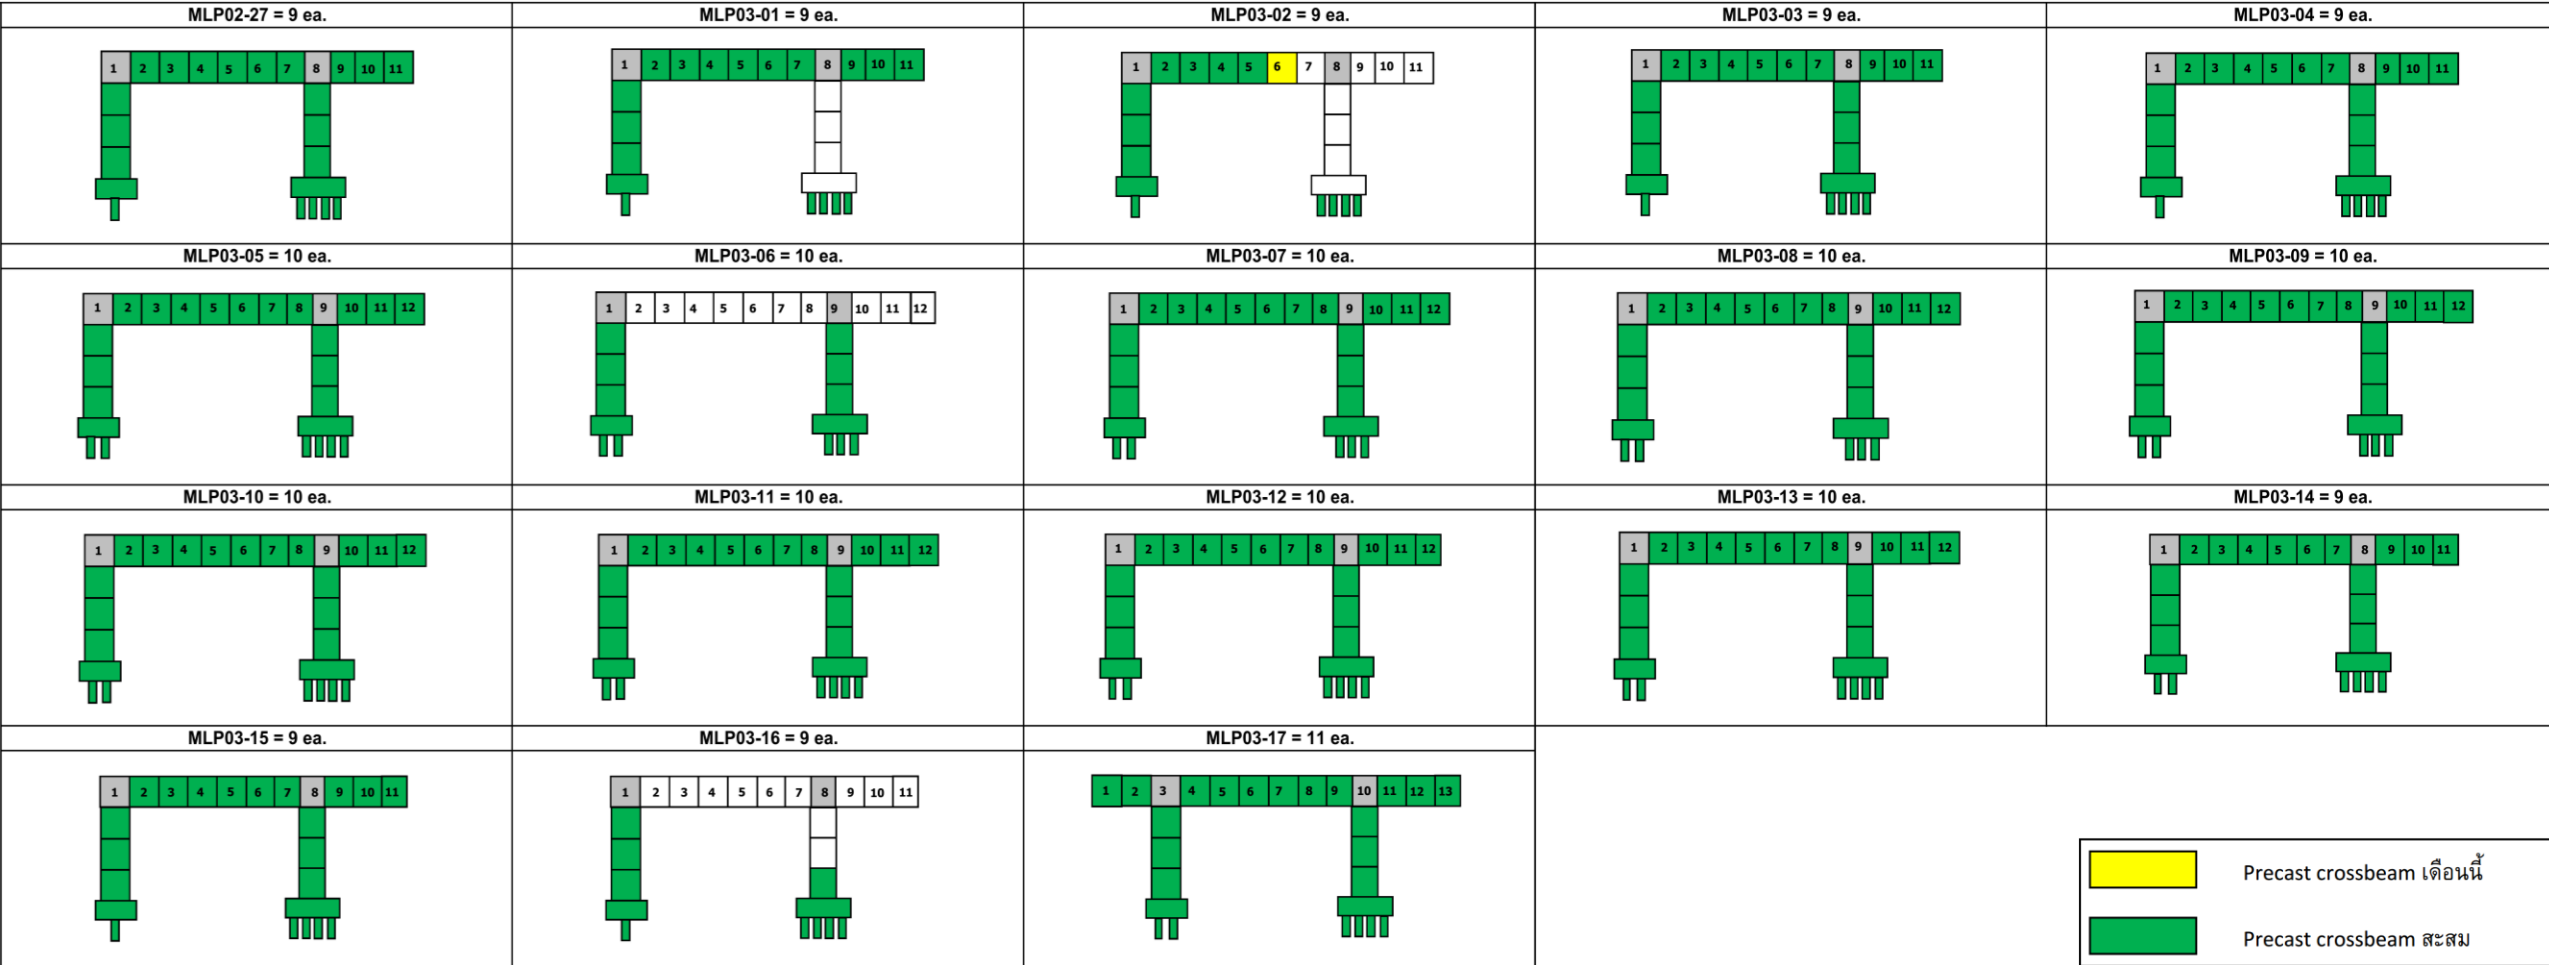 MLP02-27 = 9 ea. MLP03-01 = 9 ea. MLP03-02 = 9 ea. MLP03-03 = 9 ea. MLP03-04 = 9 ea.
1 2 3 4 5 6 7 8 9 10 11
1 2 3 4 5 6 7 8 9 10 11
1 2 3 4 5 6 7 8 9 10 11
1 2 3 4 5 6 7 8 9 10 11
1 2 3 4 5 6 7 8 9 10 11
MLP03-05 = 10 ea. MLP03-06 = 10 ea. MLP03-07 = 10 ea. MLP03-08 = 10 ea. MLP03-09 = 10 ea.
1 2 3 4 5 6 7 8 9 10 11 12
1 2 3 4 5 6 7 8 9 10 11 12
1 2 3 4 5 6 7 8 9 10 11 12
1 2 3 4 5 6 7 8 9 10 11 12
1 2 3 4 5 6 7 8 9 10 11 12
MLP03-10 = 10 ea. MLP03-11 = 10 ea. MLP03-12 = 10 ea. MLP03-13 = 10 ea. MLP03-14 = 9 ea.
1 2 3 4 5 6 7 8 9 10 11 12
1 2 3 4 5 6 7 8 9 10 11 12
1 2 3 4 5 6 7 8 9 10 11 12
1 2 3 4 5 6 7 8 9 10 11 12
1 2 3 4 5 6 7 8 9 10 11
MLP03-15 = 9 ea. MLP03-16 = 9 ea. MLP03-17 = 11 ea.
1 2 3 4 5 6 7 8 9 10 11
1 2 3 4 5 6 7 8 9 10 11
1 2 3 4 5 6 7 8 9 10 11 12 13
Precast crossbeam เดือนนี้
Precast crossbeam สะสม